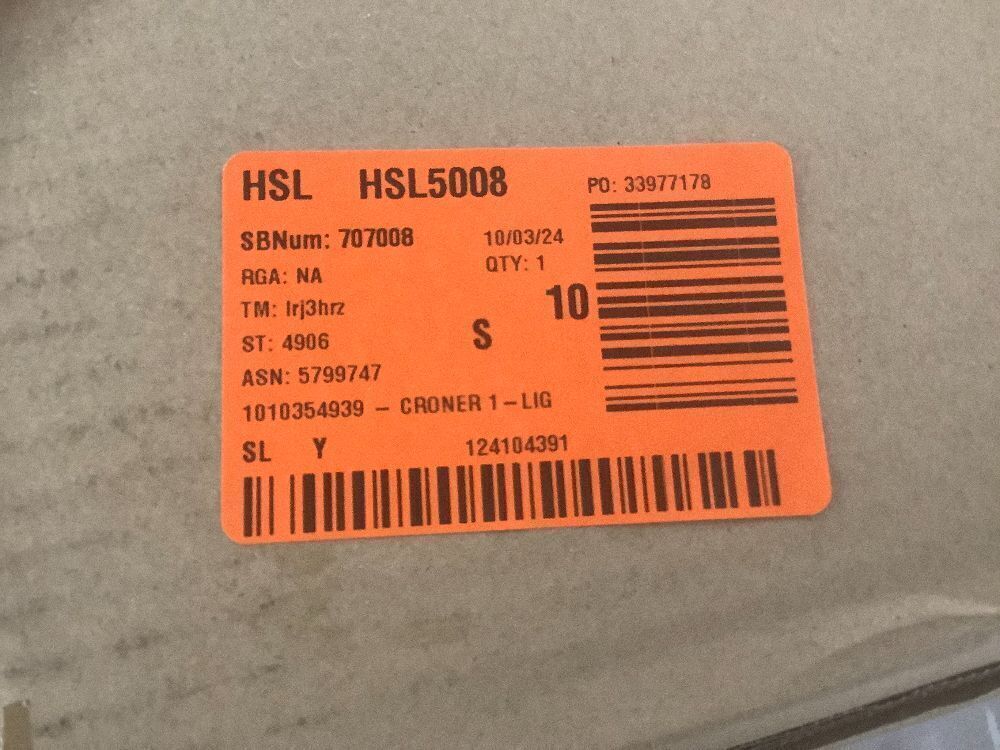 HSL HSL5008
PO: 33977178
SBNum: 707008
10/03/24
RGA: NA
QTY: 1
TM: lrj3hrz
10
ST: 4906
S
ASN: 5799747
1010354939 – CRONER 1 – LIG
SL Y
124104391